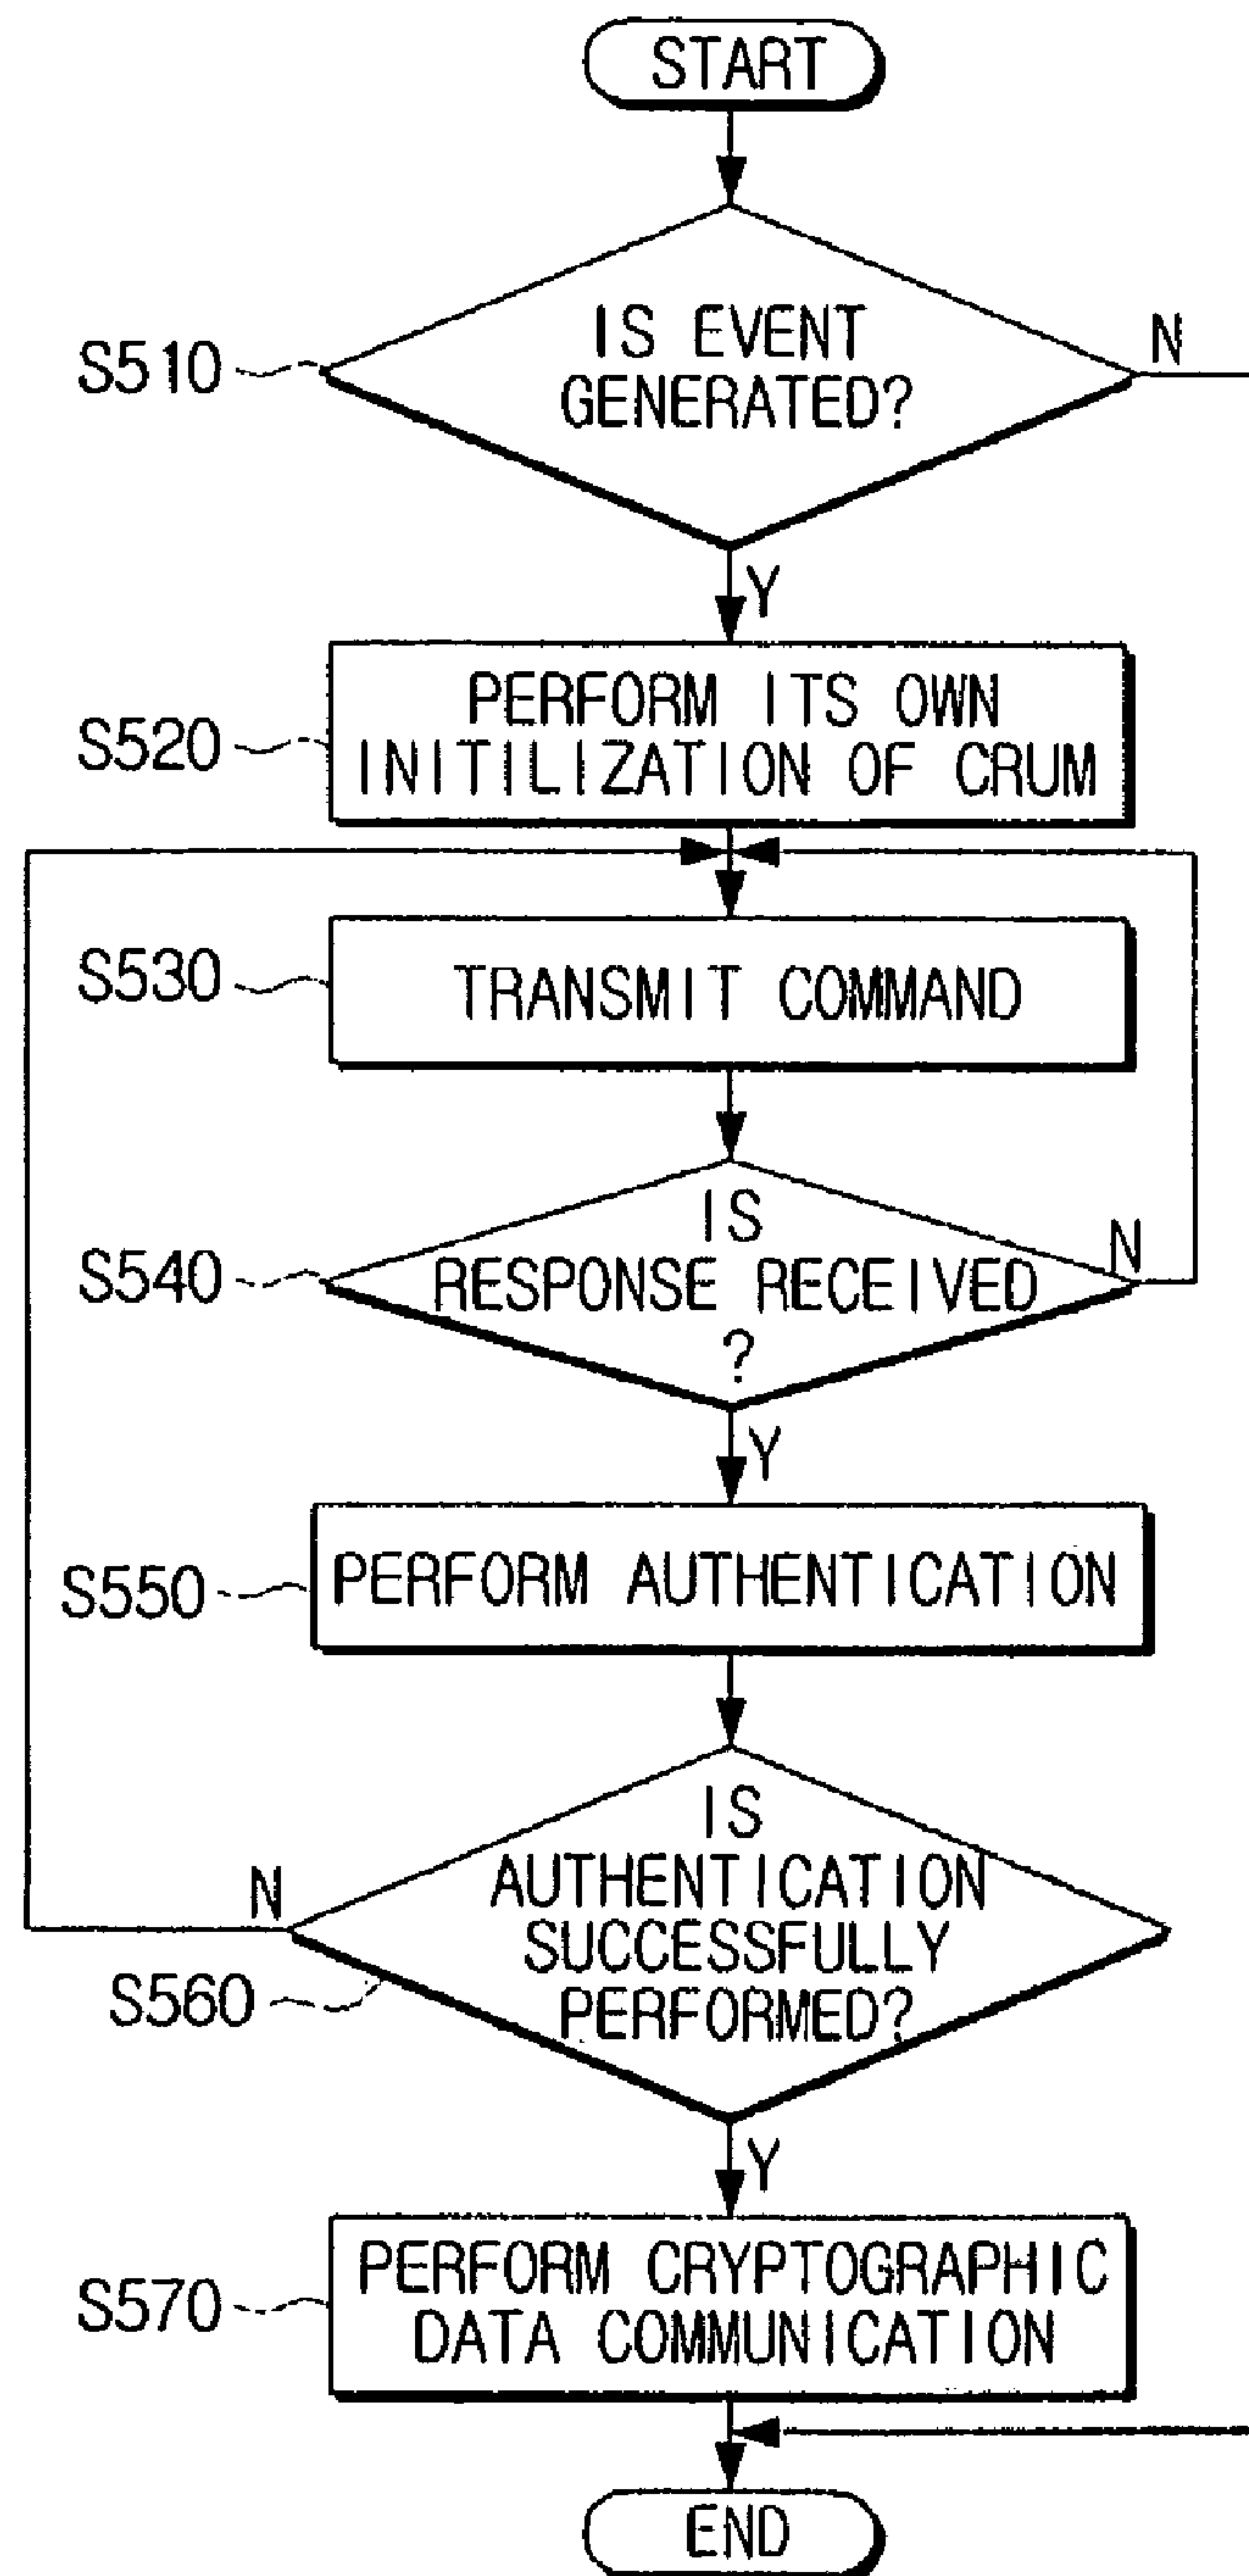 START
IS EVENT
GENERATED?
N
S510
Y
PERFORM ITS OWN
INITILIZATION OF CRUM
S520
TRANSMIT COMMAND
S530
IS
RESPONSE RECEIVED
?
N
S540
Y
PERFORM AUTHENTICATION
S550
IS
AUTHENTICATION
SUCCESSFULLY
PERFORMED?
N
S560
Y
PERFORM CRYPTOGRAPHIC
DATA COMMUNICATION
S570
END